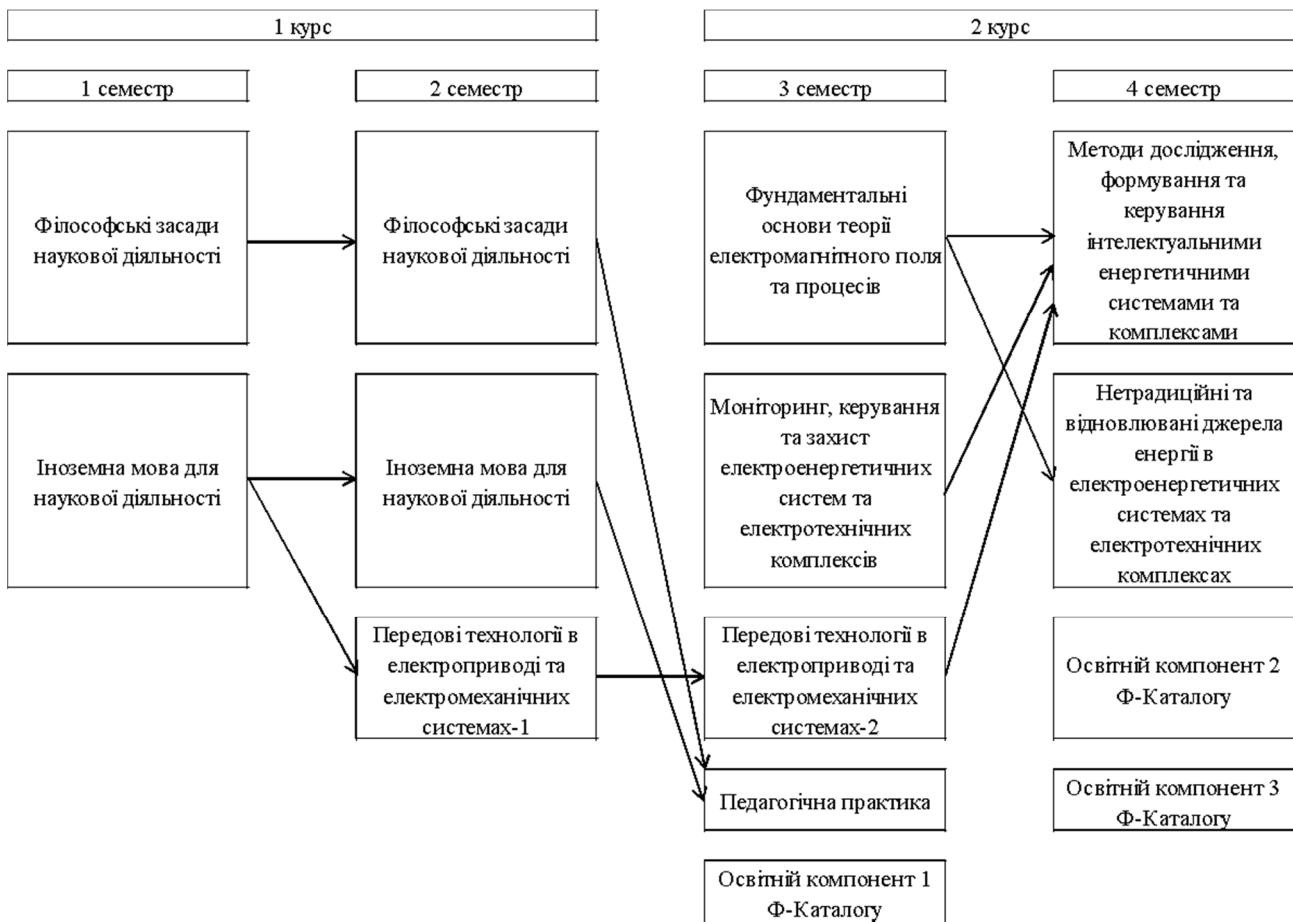 1 курс
2 курс
1 семестр
2 семестр
3 семестр
4 семестр
Філософські засади
наукової діяльності
Філософські засади
наукової діяльності
Фундаментальні
основи теорії
електромагнітного поля
та процесів
Методи дослідження,
формування та
керування
інтелектуальними
енергетичними
системами та
комплексами
Іноземна мова для
наукової діяльності
Іноземна мова для
наукової діяльності
Моніторинг, керування
та захист
електроенергетичних
систем та
електротехнічних
комплексів
Нетрадиційні та
відновлювані джерела
енергії в
електроенергетичних
системах та
електротехнічних
комплексах
Передові технології в
електроприводі та
електромеханічних
системах-1
Передові технології в
електроприводі та
електромеханічних
системах-2
Освітній компонент 2
Ф-Каталогу
Педагогічна практика
Освітній компонент 3
Ф-Каталогу
Освітній компонент 1
Ф-Каталогу